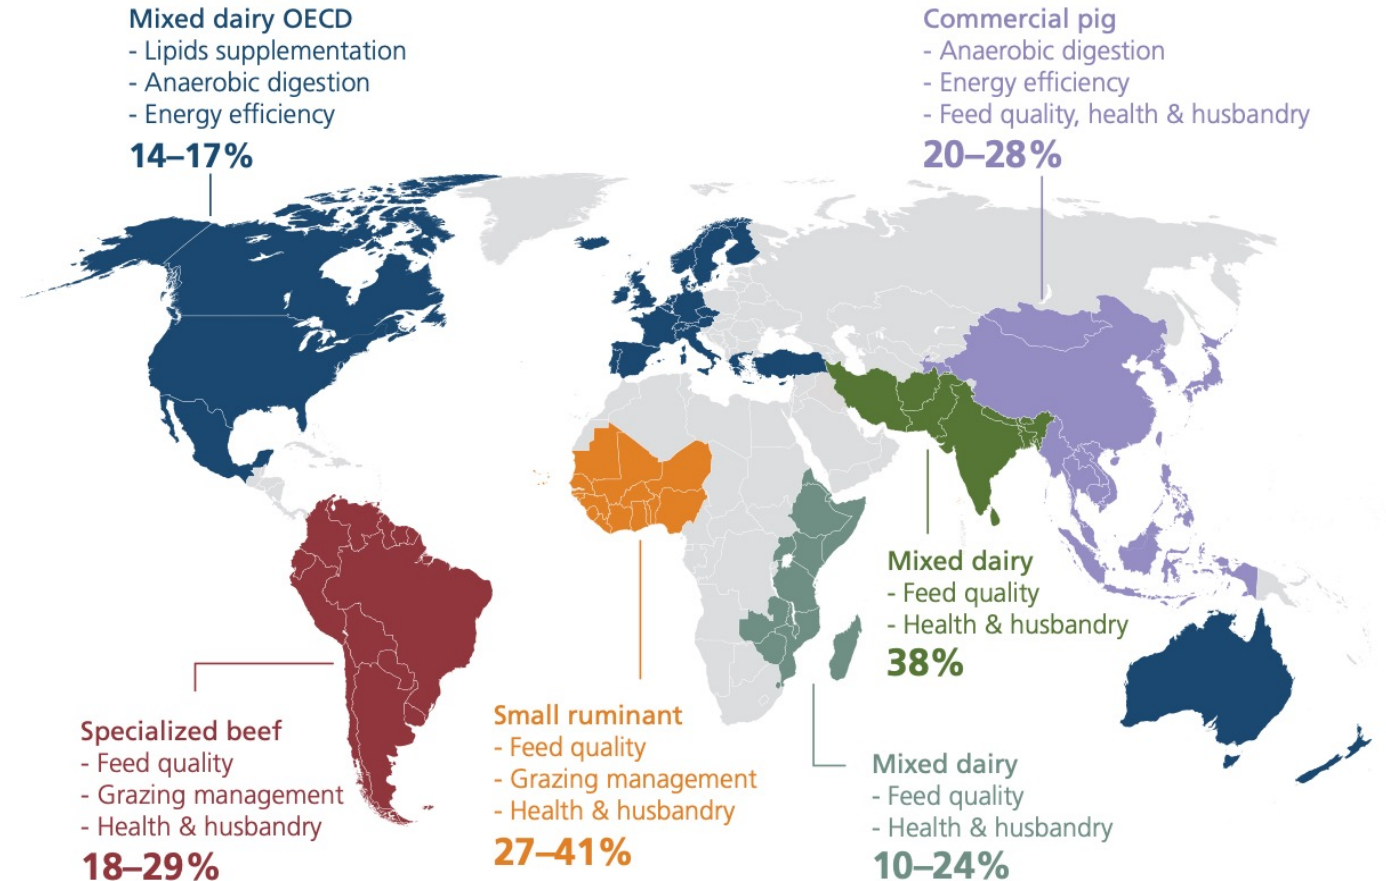 Mixed dairy OECD
- Lipids supplementation
- Anaerobic digestion
- Energy efficiency
14–17%
Commercial pig
- Anaerobic digestion
- Energy efficiency
- Feed quality, health & husbandry
20–28%
Mixed dairy
- Feed quality
- Health & husbandry
38%
Specialized beef
- Feed quality
- Grazing management
- Health & husbandry
18–29%
Small ruminant
- Feed quality
- Grazing management
- Health & husbandry
27–41%
Mixed dairy
- Feed quality
- Health & husbandry
10–24%